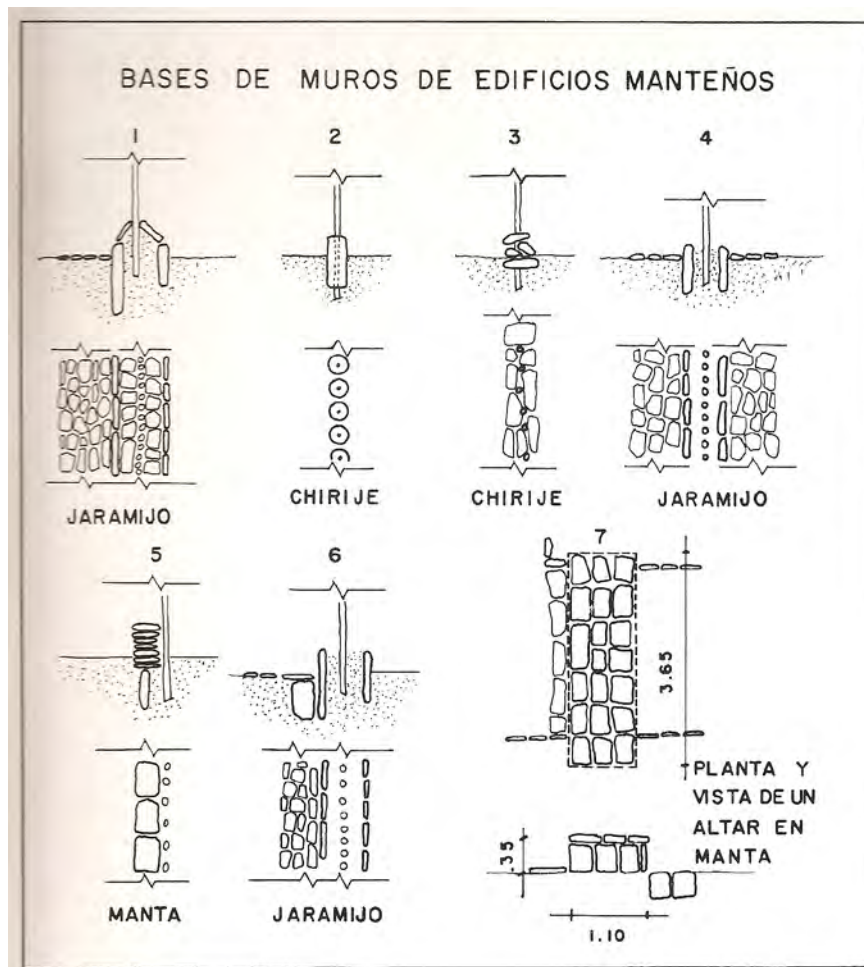 BASES DE MUROS DE EDIFICIOS MANTEÑOS
1
2
3
4
JARAMIJO
CHIRIJE
CHIRIJE
JARAMIJO
5
6
7
MANTA
JARAMIJO
3.65
PLANTA Y
VISTA DE UN
ALTAR EN
MANTA
.35
1.10